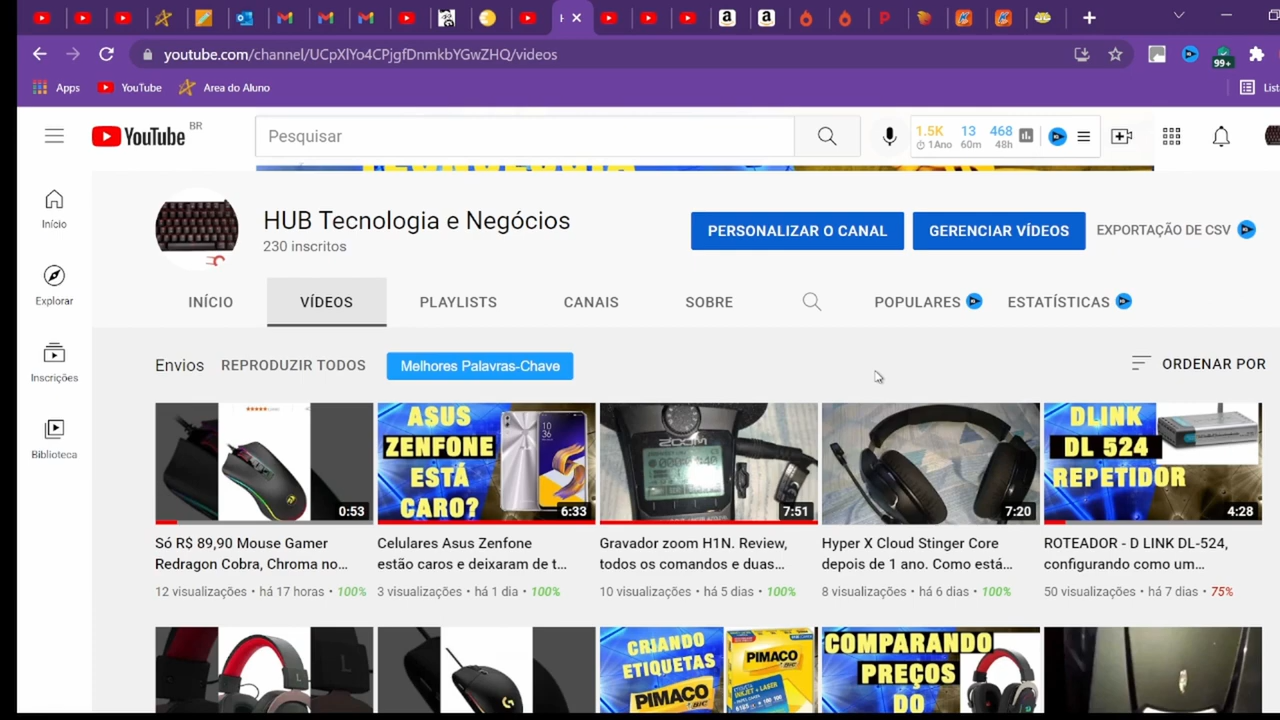 youtube.com/channel/UCpXlYo4CPjgfDnmkbYGwZHQ/videos
99+
Apps
YouTube
Area do Aluno
List
YouTube BR
Pesquisar
1.5K 13 468
1Ano 60m 48h
HUB Tecnologia e Negócios
230 inscritos
PERSONALIZAR O CANAL
GERENCIAR VÍDEOS
EXPORTAÇÃO DE CSV
Início
Explorar
Inscrições
Biblioteca
INÍCIO
VÍDEOS
PLAYLISTS
CANAIS
SOBRE
POPULARES
ESTATÍSTICAS
Envios
REPRODUZIR TODOS
Melhores Palavras-Chave
ORDENAR POR
0:53
ASUS
ZENFONE
ESTÁ
CARO?
10
36
6:33
ZOOM
7:51
7:20
DLINK
DL 524
REPETIDOR
4:28
Só R$ 89,90 Mouse Gamer
Redragon Cobra, Chroma no...
12 visualizações • há 17 horas • 100%
Celulares Asus Zenfone
estão caros e deixaram de t...
3 visualizações • há 1 dia • 100%
Gravador zoom H1N. Review,
todos os comandos e duas...
10 visualizações • há 5 dias • 100%
Hyper X Cloud Stinger Core
depois de 1 ano. Como está...
8 visualizações • há 6 dias • 100%
ROTEADOR - D LINK DL-524,
configurando como um...
50 visualizações • há 7 dias • 75%
L
L
G
CRIANDO
ETIQUETAS
PIMACO
PIMACO
BIC
INKJET + LASER
COMPARANDO
PREÇOS
DO